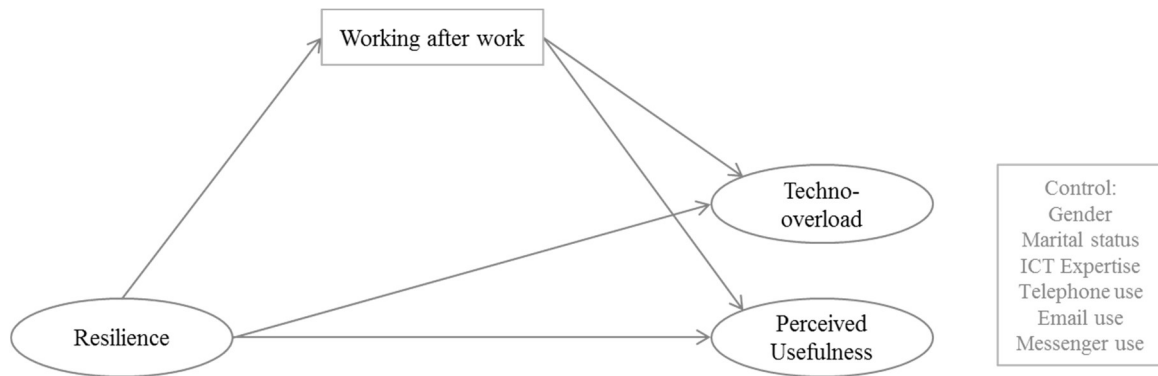 Working after work
Techno-
overload
Resilience
Perceived
Usefulness
Control:
Gender
Marital status
ICT Expertise
Telephone use
Email use
Messenger use